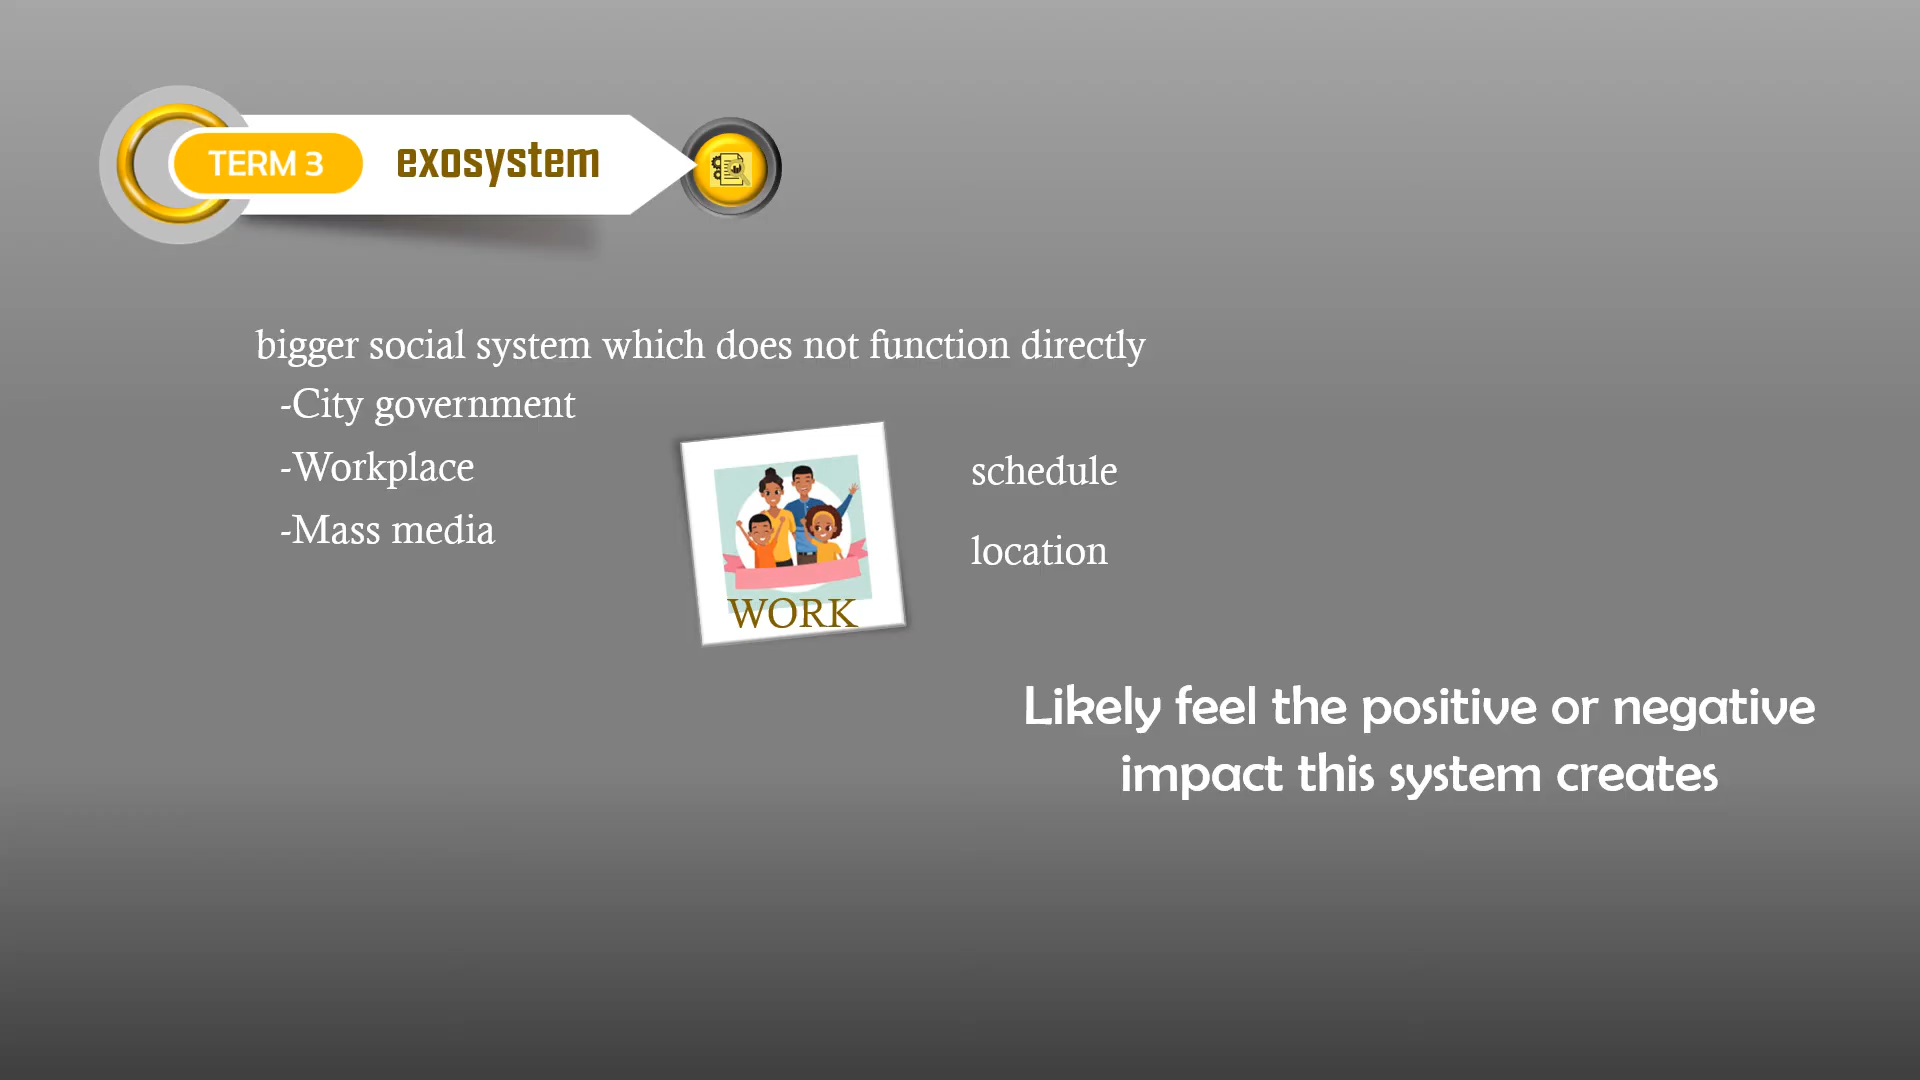 TERM 3 exosystem
bigger social system which does not function directly
-City government
-Workplace
-Mass media
WORK
schedule
location
Likely feel the positive or negative
impact this system creates